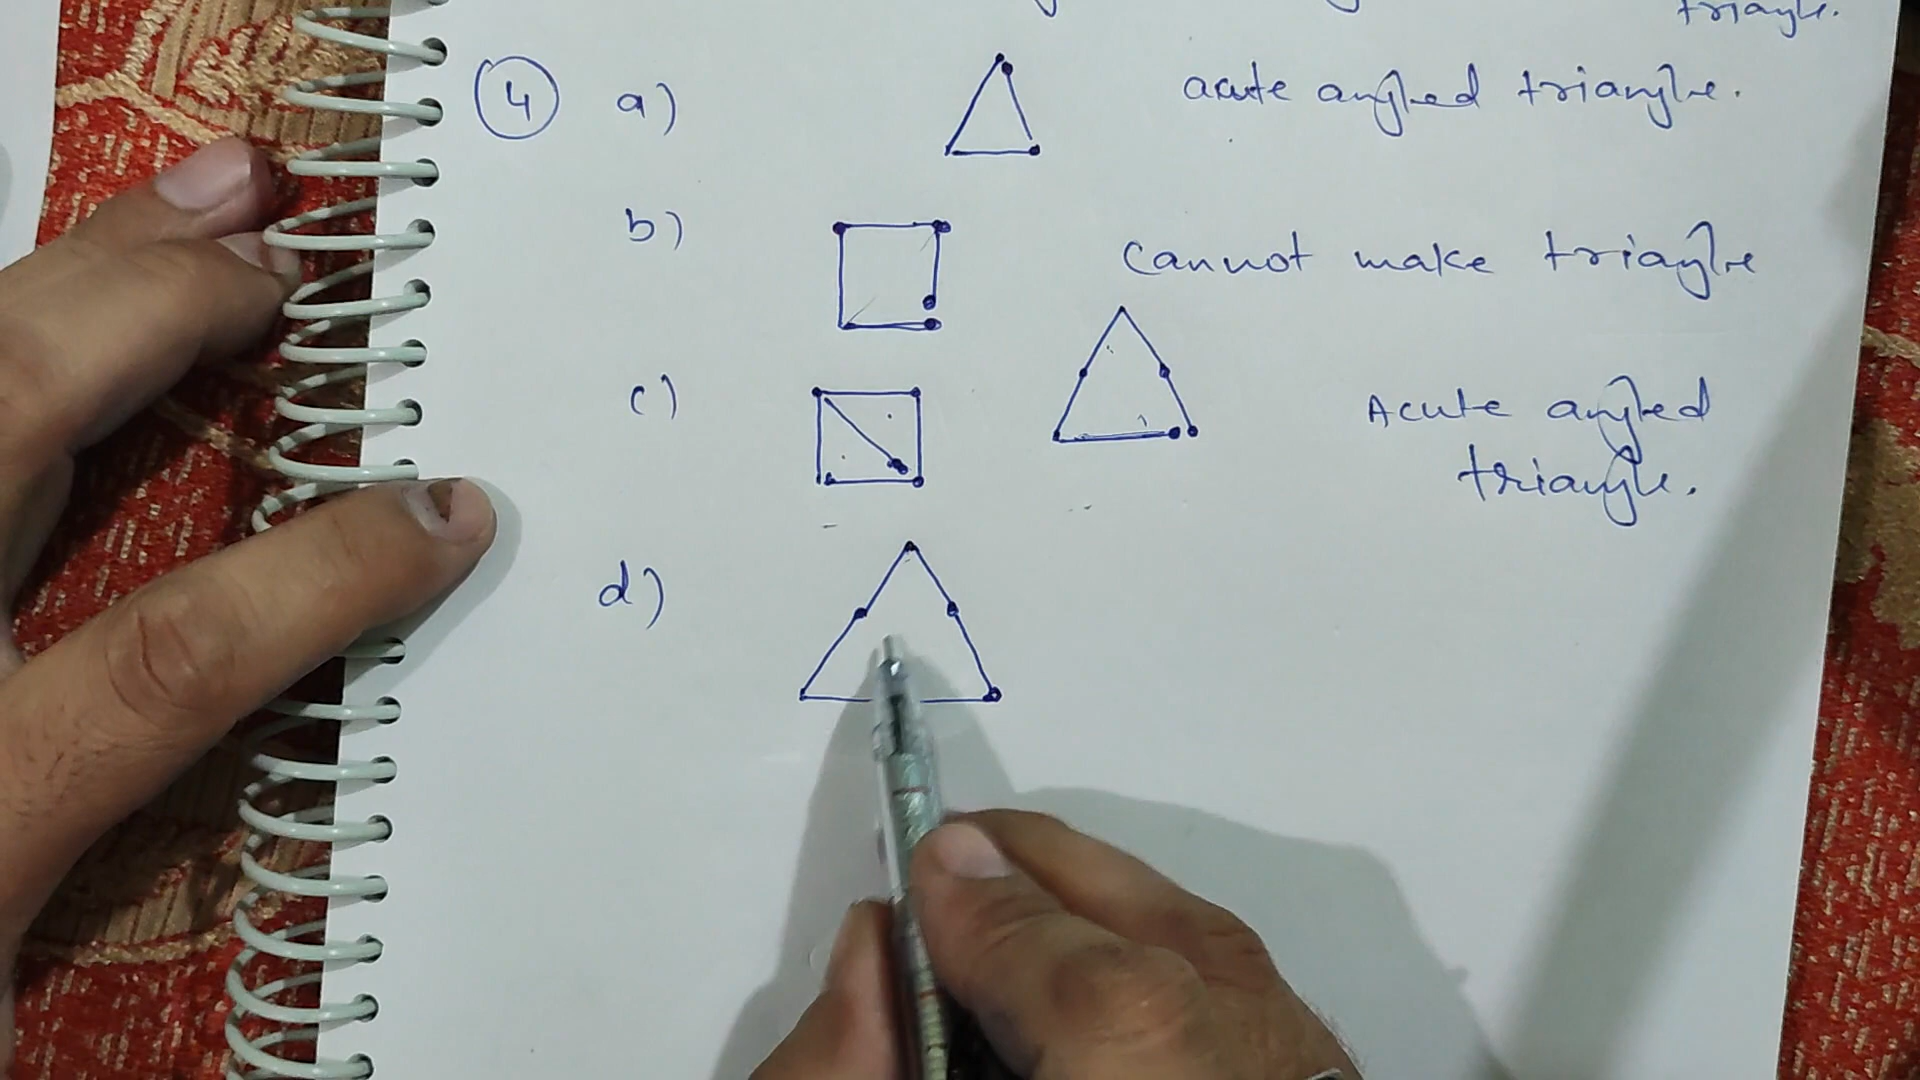 triangle.
4 a) acute angled triangle.
b) cannot make triangle
c) Acute angled
triangle.
d)